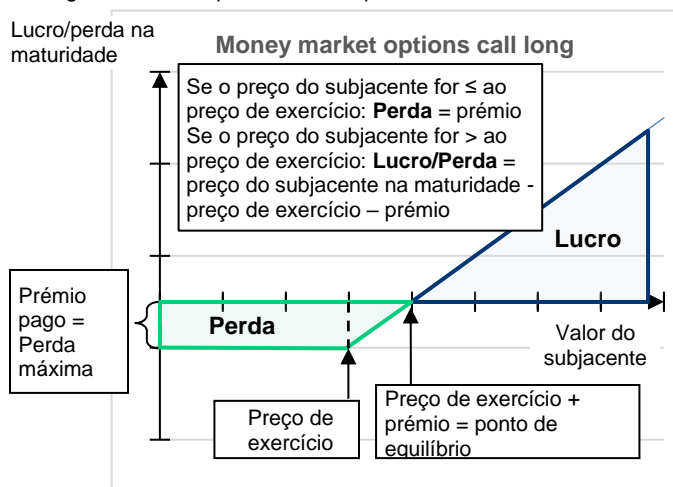 Lucro/perda na
maturidade
Money market options call long
Se o preço do subjacente for ≤ ao
preço de exercício: Perda = prémio
Se o preço do subjacente for > ao
preço de exercício: Lucro/Perda =
preço do subjacente na maturidade -
preço de exercício – prémio
Lucro
Prémio
pago =
Perda
máxima
Perda
Valor do
subjacente
Preço de
exercício
Preço de exercício +
prémio = ponto de
equilíbrio